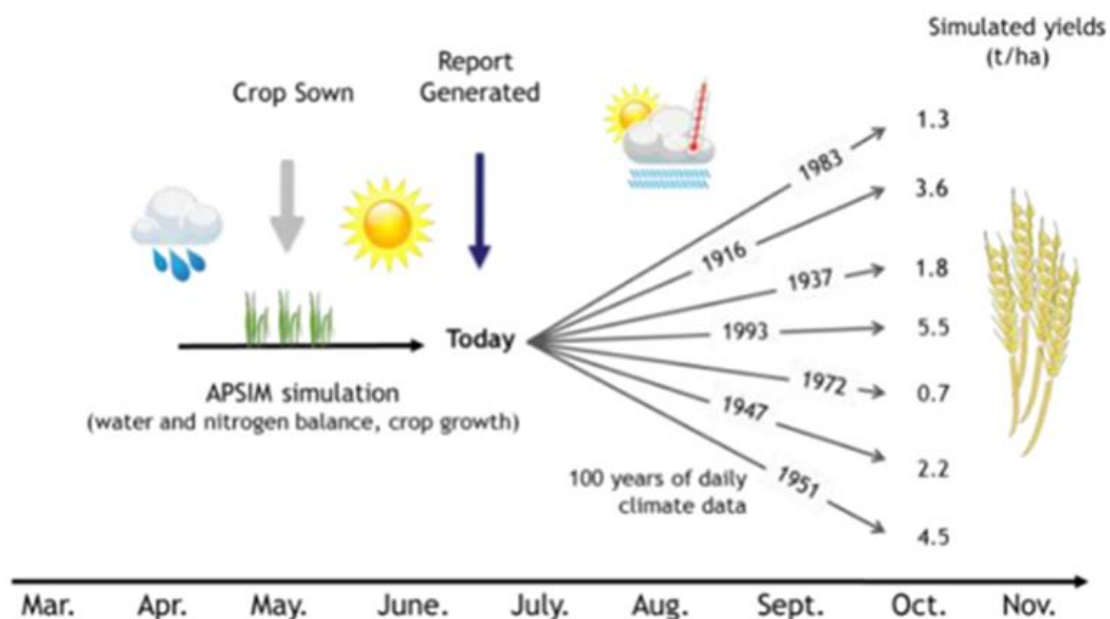 Simulated yields
(t/ha)
Report
Generated
Crop Sown
1983
1.3
1916
3.6
1937
1.8
1993
5.5
Today
1972
0.7
APSIM simulation
(water and nitrogen balance, crop growth)
1947
2.2
100 years of daily
climate data
1951
4.5
Mar. Apr. May. June. July. Aug. Sept. Oct. Nov.